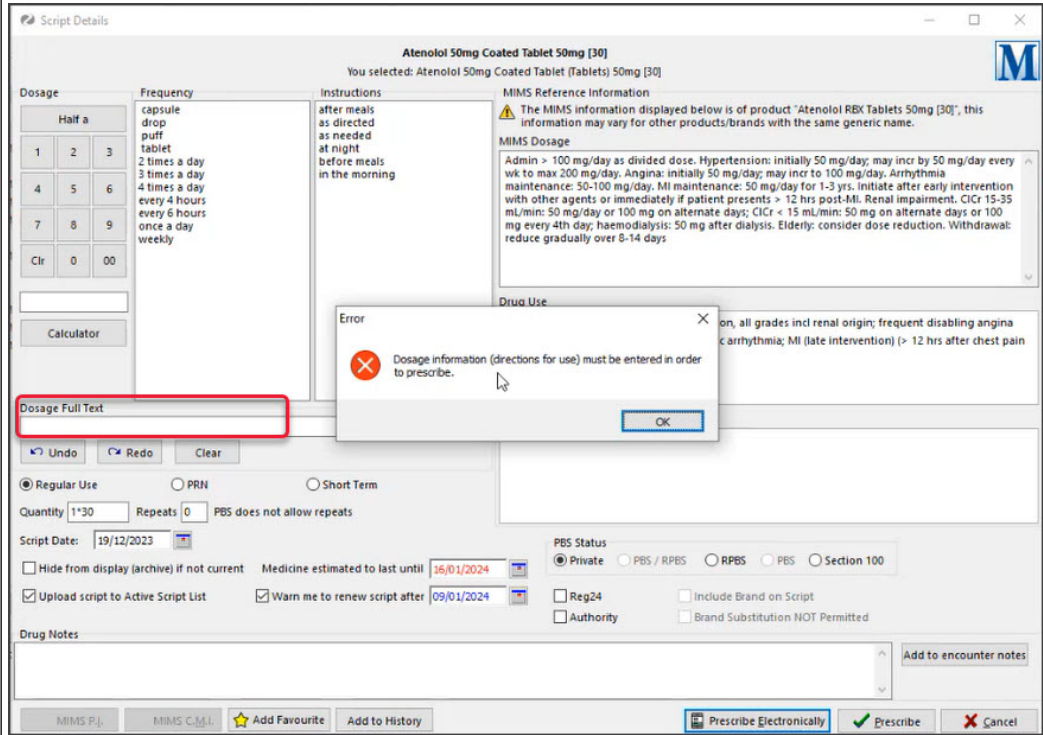 Script Details
Atenolol 50mg Coated Tablet 50mg [30]
You selected: Atenolol 50mg Coated Tablet (Tablets) 50mg [30]
M
Dosage
Half a
1 2 3
4 5 6
7 8 9
Clr 0 00
Calculator
Frequency
capsule
drop
puff
tablet
2 times a day
3 times a day
4 times a day
every 4 hours
every 6 hours
once a day
weekly
Instructions
after meals
as directed
as needed
at night
before meals
in the morning
MIMS Reference Information
The MIMS information displayed below is of product "Atenolol RBX Tablets 50mg [30]", this
information may vary for other products/brands with the same generic name.
MIMS Dosage
Admin > 100 mg/day as divided dose. Hypertension: initially 50 mg/day; may incr by 50 mg/day every
wk to max 200 mg/day. Angina: initially 50 mg/day; may incr to 100 mg/day. Arrhythmia
maintenance: 50-100 mg/day. MI maintenance: 50 mg/day for 1-3 yrs. Initiate after early intervention
with other agents or immediately if patient presents > 12 hrs post-MI. Renal impairment. ClCr 15-35
mL/min: 50 mg/day or 100 mg on alternate days; ClCr < 15 mL/min: 50 mg on alternate days or 100
mg every 4th day; haemodialysis: 50 mg after dialysis. Elderly: consider dose reduction. Withdrawal:
reduce gradually over 8-14 days
Drug Use
on, all grades incl renal origin; frequent disabling angina
c arrhythmia; MI (late intervention) (> 12 hrs after chest pain
Error
Dosage information (directions for use) must be entered in order
to prescribe.
OK
Dosage Full Text
Undo Redo Clear
Regular Use PRN Short Term
Quantity 1*30 Repeats 0 PBS does not allow repeats
Script Date: 19/12/2023
Hide from display (archive) if not current Medicine estimated to last until 16/01/2024
Upload script to Active Script List Warn me to renew script after 09/01/2024
PBS Status
Private PBS / RPBS RPBS PBS Section 100
Reg24 Include Brand on Script
Authority Brand Substitution NOT Permitted
Drug Notes
Add to encounter notes
MIMS P.I. MIMS C.M.I. Add Favourite Add to History Prescribe Electronically Prescribe Cancel